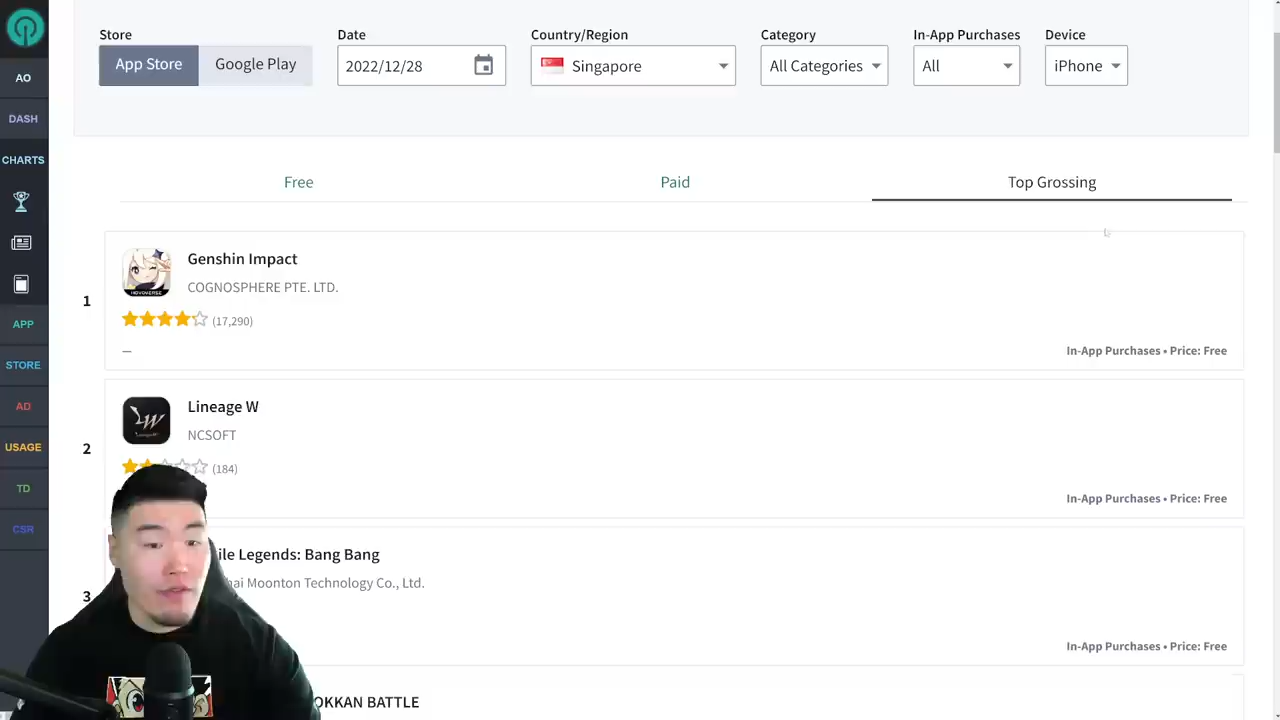 Store
Date
Country/Region
Category
In-App Purchases
Device
App Store
Google Play
2022/12/28
Singapore
All Categories
All
iPhone
AO
DASH
CHARTS
APP
STORE
AD
USAGE
TD
CSR
Free
Paid
Top Grossing
1
Genshin Impact
COGNOSPHERE PTE. LTD.
(17,290)
–
In-App Purchases • Price: Free
2
Lineage W
NCSOFT
(184)
In-App Purchases • Price: Free
3
ile Legends: Bang Bang
hai Moonton Technology Co., Ltd.
In-App Purchases • Price: Free
OKKAN BATTLE